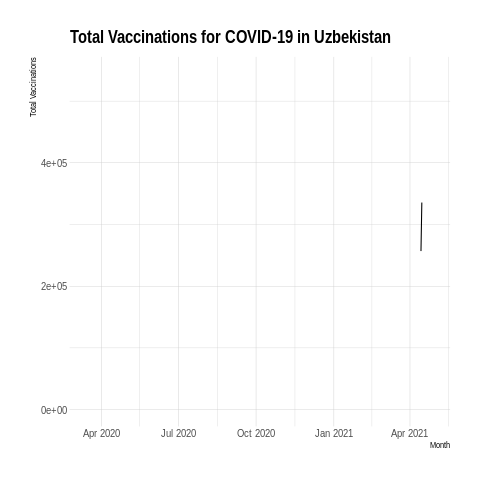 Total Vaccinations for COVID-19 in Uzbekistan
Total Vaccinations
4e+05
2e+05
0e+00
Apr 2020 Jul 2020 Oct 2020 Jan 2021 Apr 2021
Month